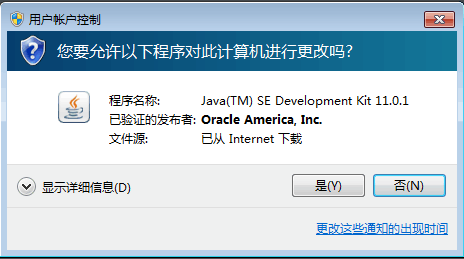 用户帐户控制
您要允许以下程序对此计算机进行更改吗?
程序名称: Java(TM) SE Development Kit 11.0.1
已验证的发布者: Oracle America, Inc.
文件源: 已从 Internet 下载
显示详细信息(D) 是(Y) 否(N)
更改这些通知的出现时间